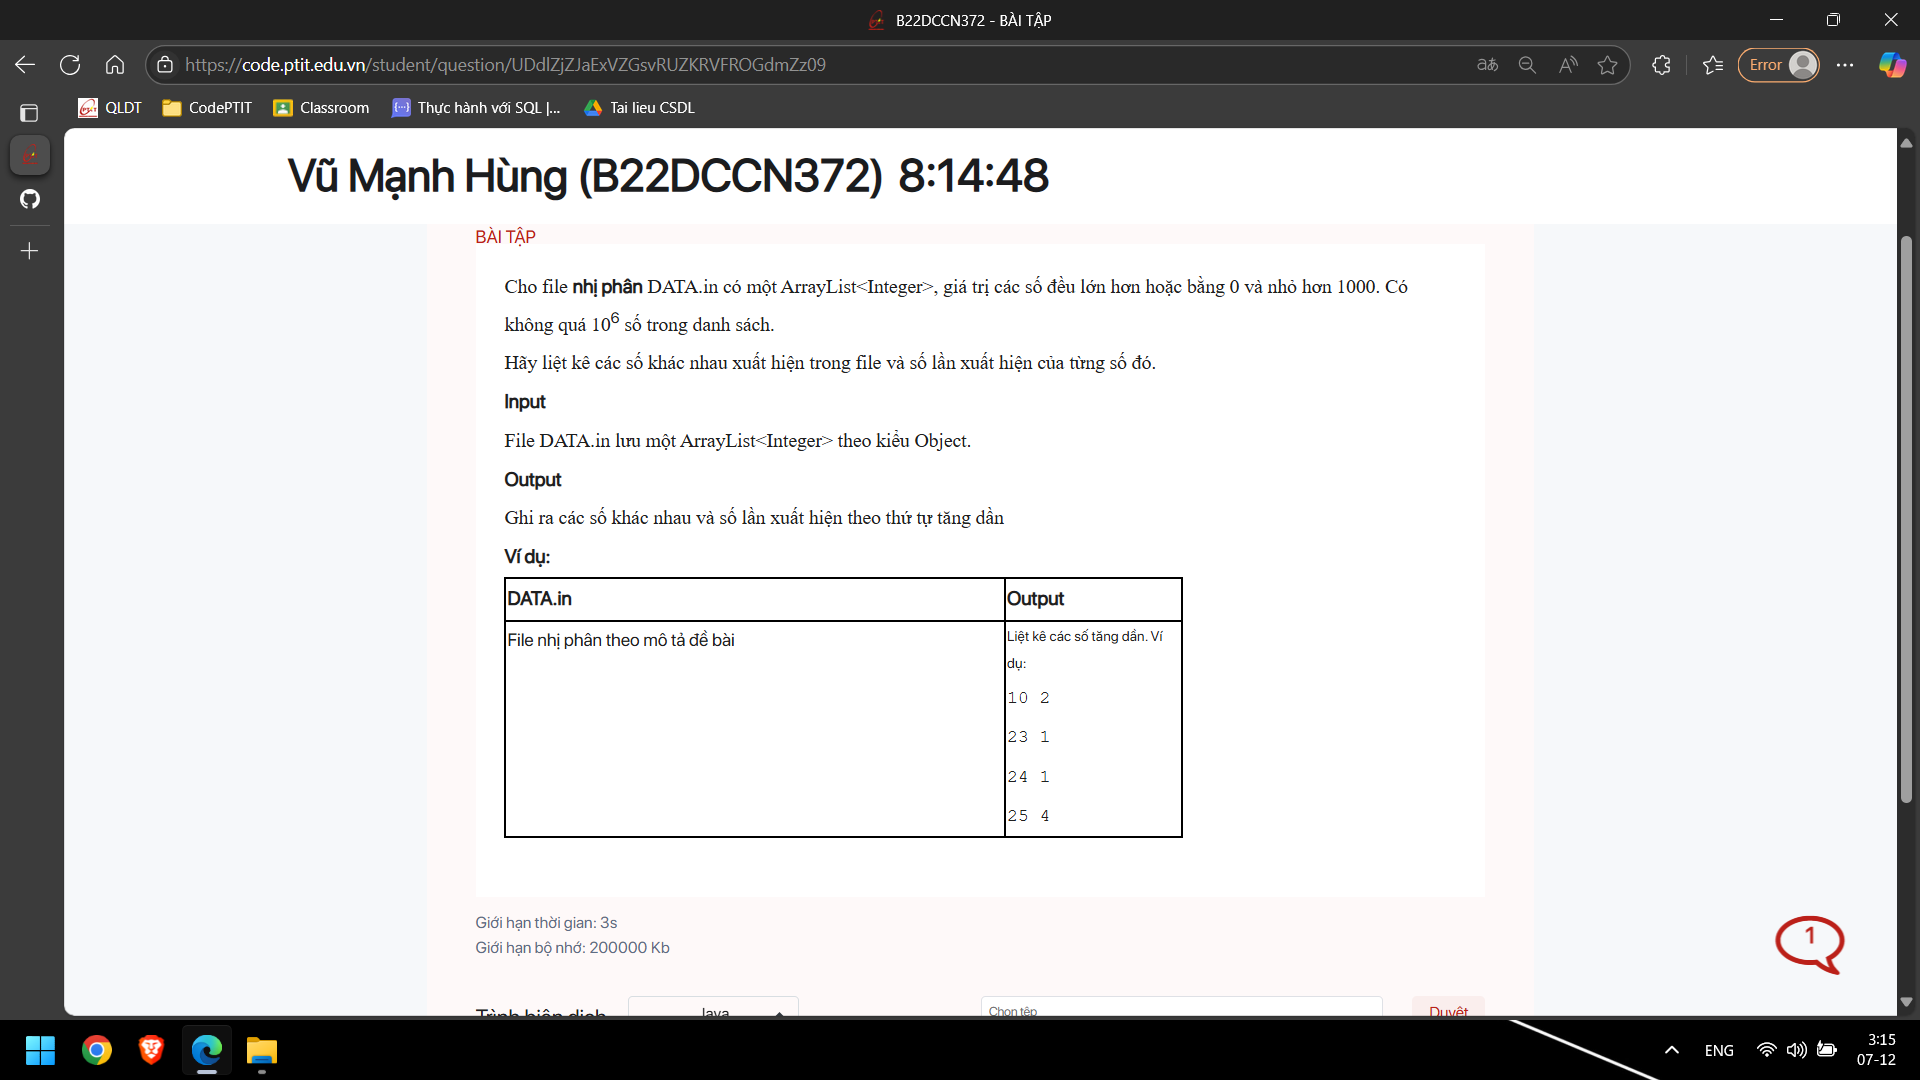 B22DCCN372 - BÀI TẬP
https://code.ptit.edu.vn/student/question/UDdlZjZJaExVZGsvRUZKRVFROGdmZz09
Error
QLDT
CodePTIT
Classroom
Thực hành với SQL |...
Tai lieu CSDL
Vũ Mạnh Hùng (B22DCCN372) 8:14:48
BÀI TẬP
Cho file nhị phân DATA.in có một ArrayList<Integer>, giá trị các số đều lớn hơn hoặc bằng 0 và nhỏ hơn 1000. Có
không quá 10^6 số trong danh sách.
Hãy liệt kê các số khác nhau xuất hiện trong file và số lần xuất hiện của từng số đó.
Input
File DATA.in lưu một ArrayList<Integer> theo kiểu Object.
Output
Ghi ra các số khác nhau và số lần xuất hiện theo thứ tự tăng dần
Ví dụ:
DATA.in
Output
File nhị phân theo mô tả đề bài
Liệt kê các số tăng dần. Ví
dụ:
10 2
23 1
24 1
25 4
Giới hạn thời gian: 3s
Giới hạn bộ nhớ: 200000 Kb
1
Trình biên dịch
Java
Chọn tệp
Duyệt
ENG
3:15
07-12